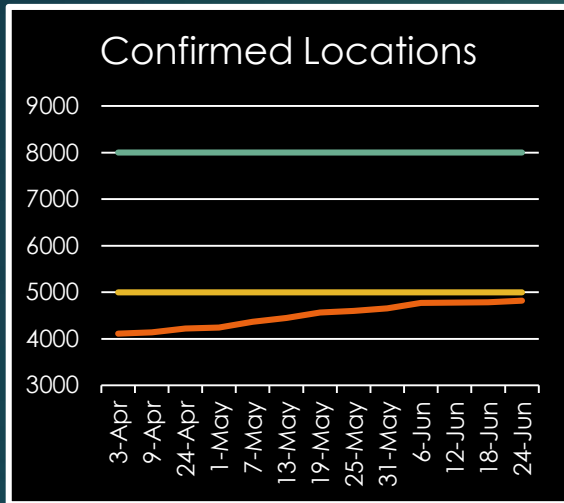 Confirmed Locations
9000
8000
7000
6000
5000
4000
3000
3-Apr
9-Apr
24-Apr
1-May
7-May
13-May
19-May
25-May
31-May
6-Jun
12-Jun
18-Jun
24-Jun